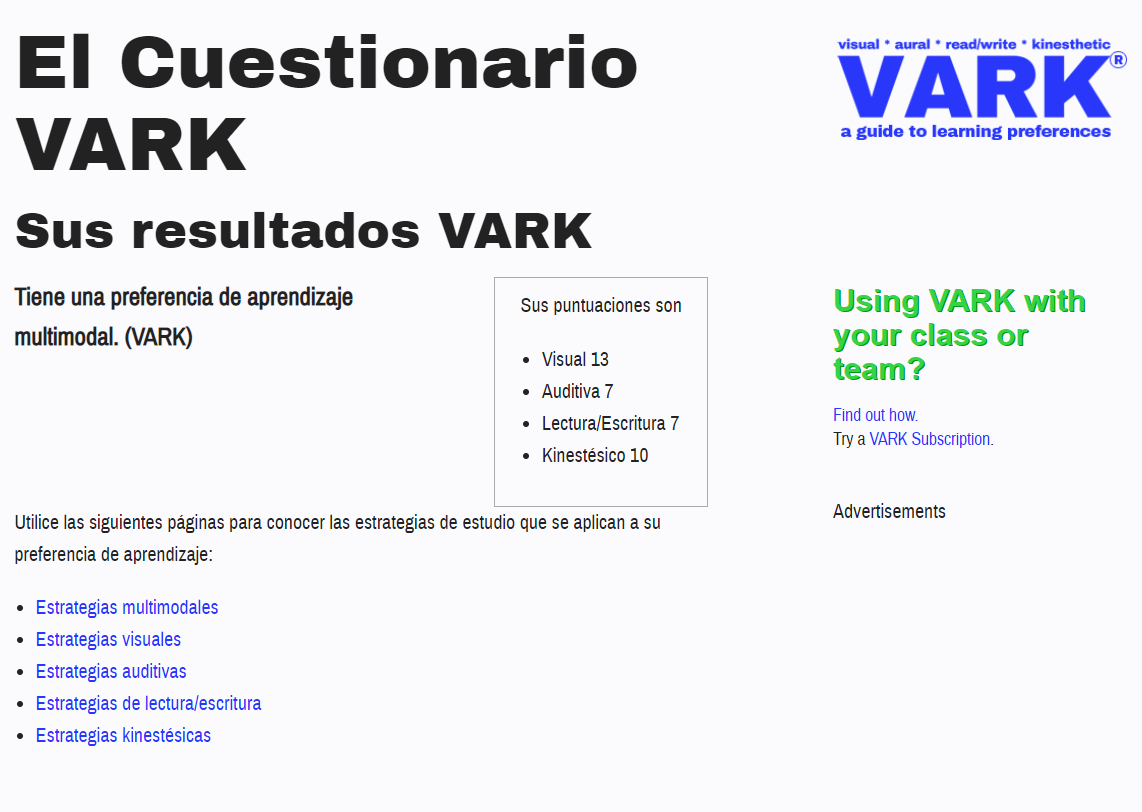 El Cuestionario
VARK
visual * aural * read/write * kinesthetic
VARK®
a guide to learning preferences
Sus resultados VARK
Tiene una preferencia de aprendizaje
multimodal. (VARK)
Sus puntuaciones son
• Visual 13
• Auditiva 7
• Lectura/Escritura 7
• Kinestésico 10
Using VARK with
your class or
team?
Find out how.
Try a VARK Subscription.
Advertisements
Utilice las siguientes páginas para conocer las estrategias de estudio que se aplican a su
preferencia de aprendizaje:
• Estrategias multimodales
• Estrategias visuales
• Estrategias auditivas
• Estrategias de lectura/escritura
• Estrategias kinestésicas